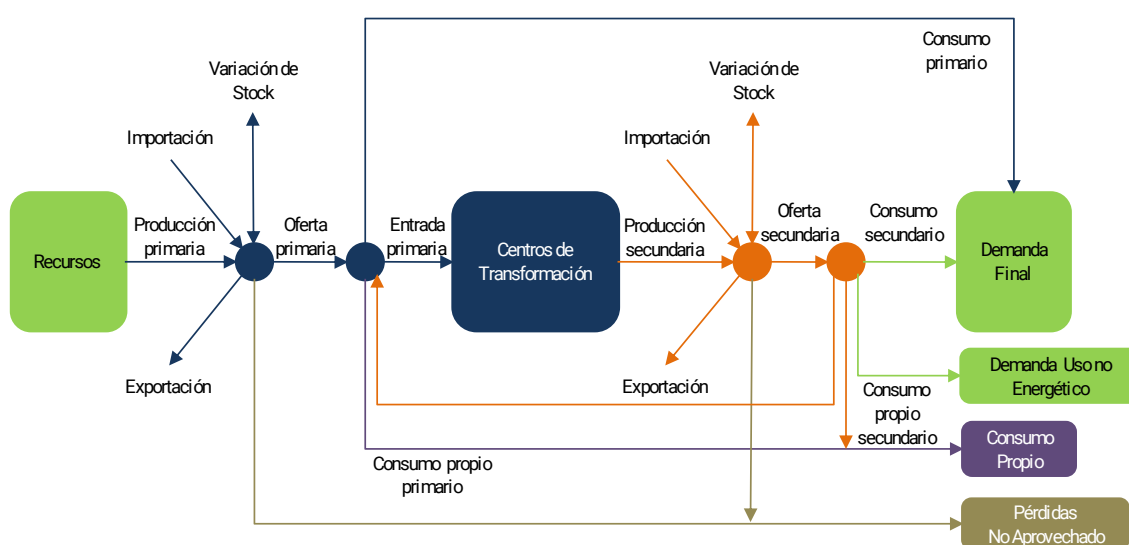 Consumo
primario
Variación de
Stock
Variación de
Stock
Importación
Importación
Recursos
Producción
primaria
Oferta
primaria
Entrada
primaria
Centros de
Transformación
Producción
secundaria
Oferta
secundaria
Consumo
secundario
Demanda
Final
Exportación
Exportación
Demanda Uso no
Energético
Consumo
propio
secundario
Consumo
Propio
Consumo propio
primario
Pérdidas
No Aprovechado